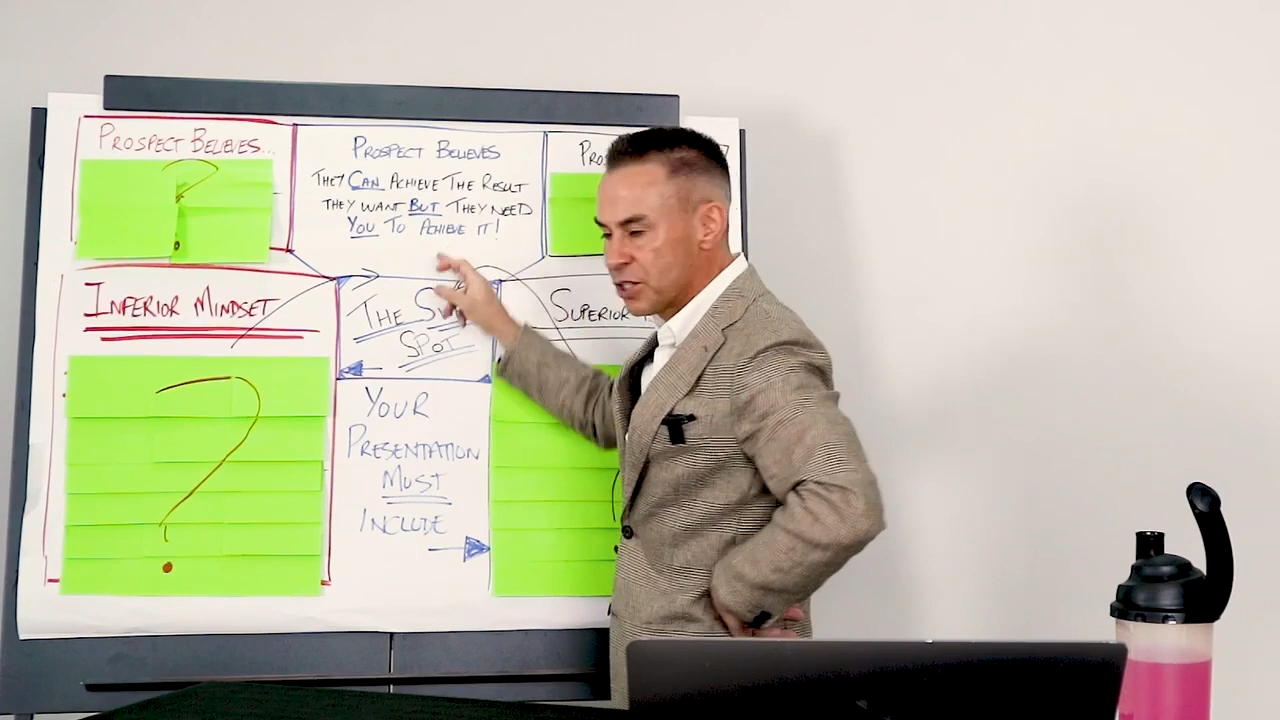 PROSPECT BELIEVES...
?
PROSPECT BELIEVES
THEY CAN ACHIEVE THE RESULT
THEY WANT BUT THEY NEED
YOU TO ACHIEVE IT!
INFERIOR MINDSET
?
THE
SPOT
SUPERIOR
YOUR
PRESENTATION
MUST
INCLUDE